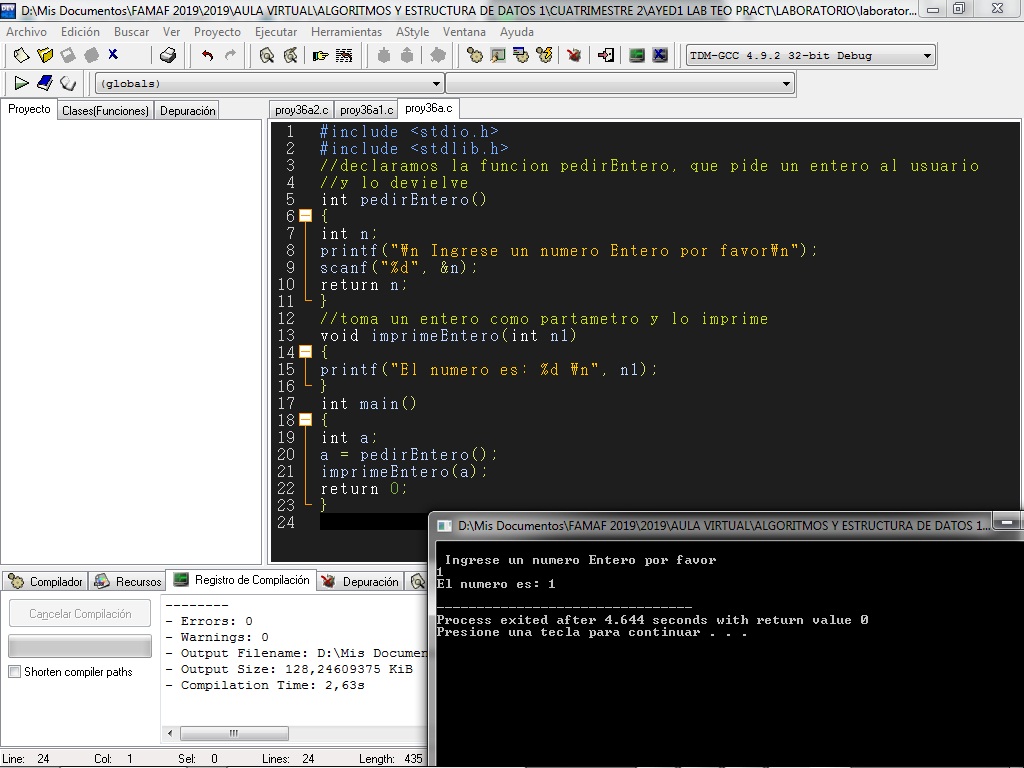 D:\Mis Documentos\FAMAF 2019\2019\AULA VIRTUAL\ALGORITMOS Y ESTRUCTURA DE DATOS 1\CUATRIMESTRE 2\AYED1 LAB TEO PRACT\LABORATORIO\laborator...
Archivo Edición Buscar Ver Proyecto Ejecutar Herramientas AStyle Ventana Ayuda
TDM-GCC 4.9.2 32-bit Debug
(globals)
Proyecto Clases(Funciones) Depuración proy36a2.c proy36a1.c proy36a.c
1 #include <stdio.h>
2 #include <stdlib.h>
3 //declaramos la funcion pedirEntero, que pide un entero al usuario
4 //y lo devielve
5 int pedirEntero()
6 {
7 int n;
8 printf("₩n Ingrese un numero Entero por favor₩n");
9 scanf("%d", &n);
10 return n;
11 }
12 //toma un entero como partametro y lo imprime
13 void imprimeEntero(int n1)
14 {
15 printf("El numero es: %d ₩n", n1);
16 }
17 int main()
18 {
19 int a;
20 a = pedirEntero();
21 imprimeEntero(a);
22 return 0;
23 }
24
D:\Mis Documentos\FAMAF 2019\2019\AULA VIRTUAL\ALGORITMOS Y ESTRUCTURA DE DATOS 1...
Ingrese un numero Entero por favor
1
El numero es: 1
--------------------------------
Process exited after 4.644 seconds with return value 0
Presione una tecla para continuar . . .
Compilador Recursos Registro de Compilación Depuración
Cancelar Compilación
Shorten compiler paths
--------
- Errors: 0
- Warnings: 0
- Output Filename: D:\Mis Documen
- Output Size: 128,24609375 KiB
- Compilation Time: 2,63s
Line: 24 Col: 1 Sel: 0 Lines: 24 Length: 435